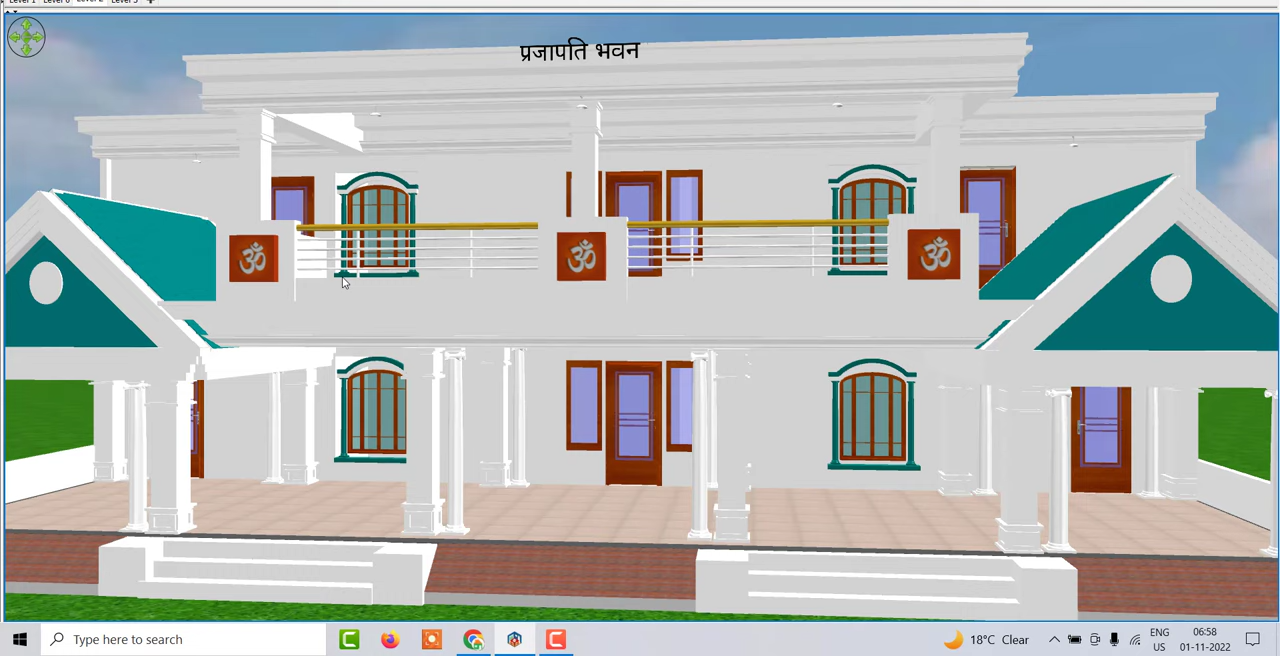 प्रजापति भवन
ॐ ॐ ॐ
Type here to search
18°C Clear
ENG
US
06:58
01-11-2022